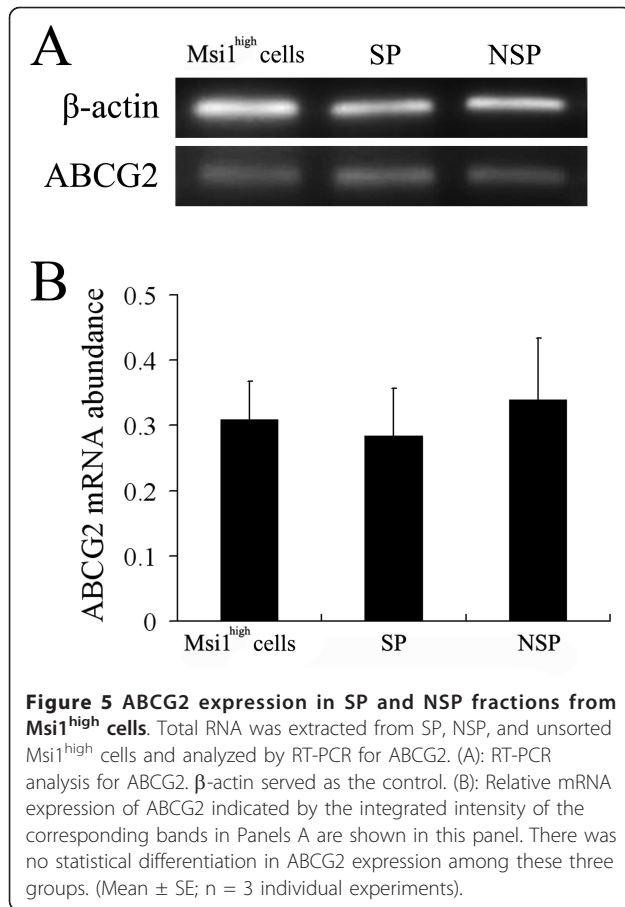 A
Msi1high cells SP NSP
β-actin
ABCG2
B
ABCG2 mRNA abundance
0.5
0.4
0.3
0.2
0.1
0
Msi1high cells SP NSP
Figure 5 ABCG2 expression in SP and NSP fractions from
Msi1high cells. Total RNA was extracted from SP, NSP, and unsorted
Msi1high cells and analyzed by RT-PCR for ABCG2. (A): RT-PCR
analysis for ABCG2. β-actin served as the control. (B): Relative mRNA
expression of ABCG2 indicated by the integrated intensity of the
corresponding bands in Panels A are shown in this panel. There was
no statistical differentiation in ABCG2 expression among these three
groups. (Mean ± SE; n = 3 individual experiments).